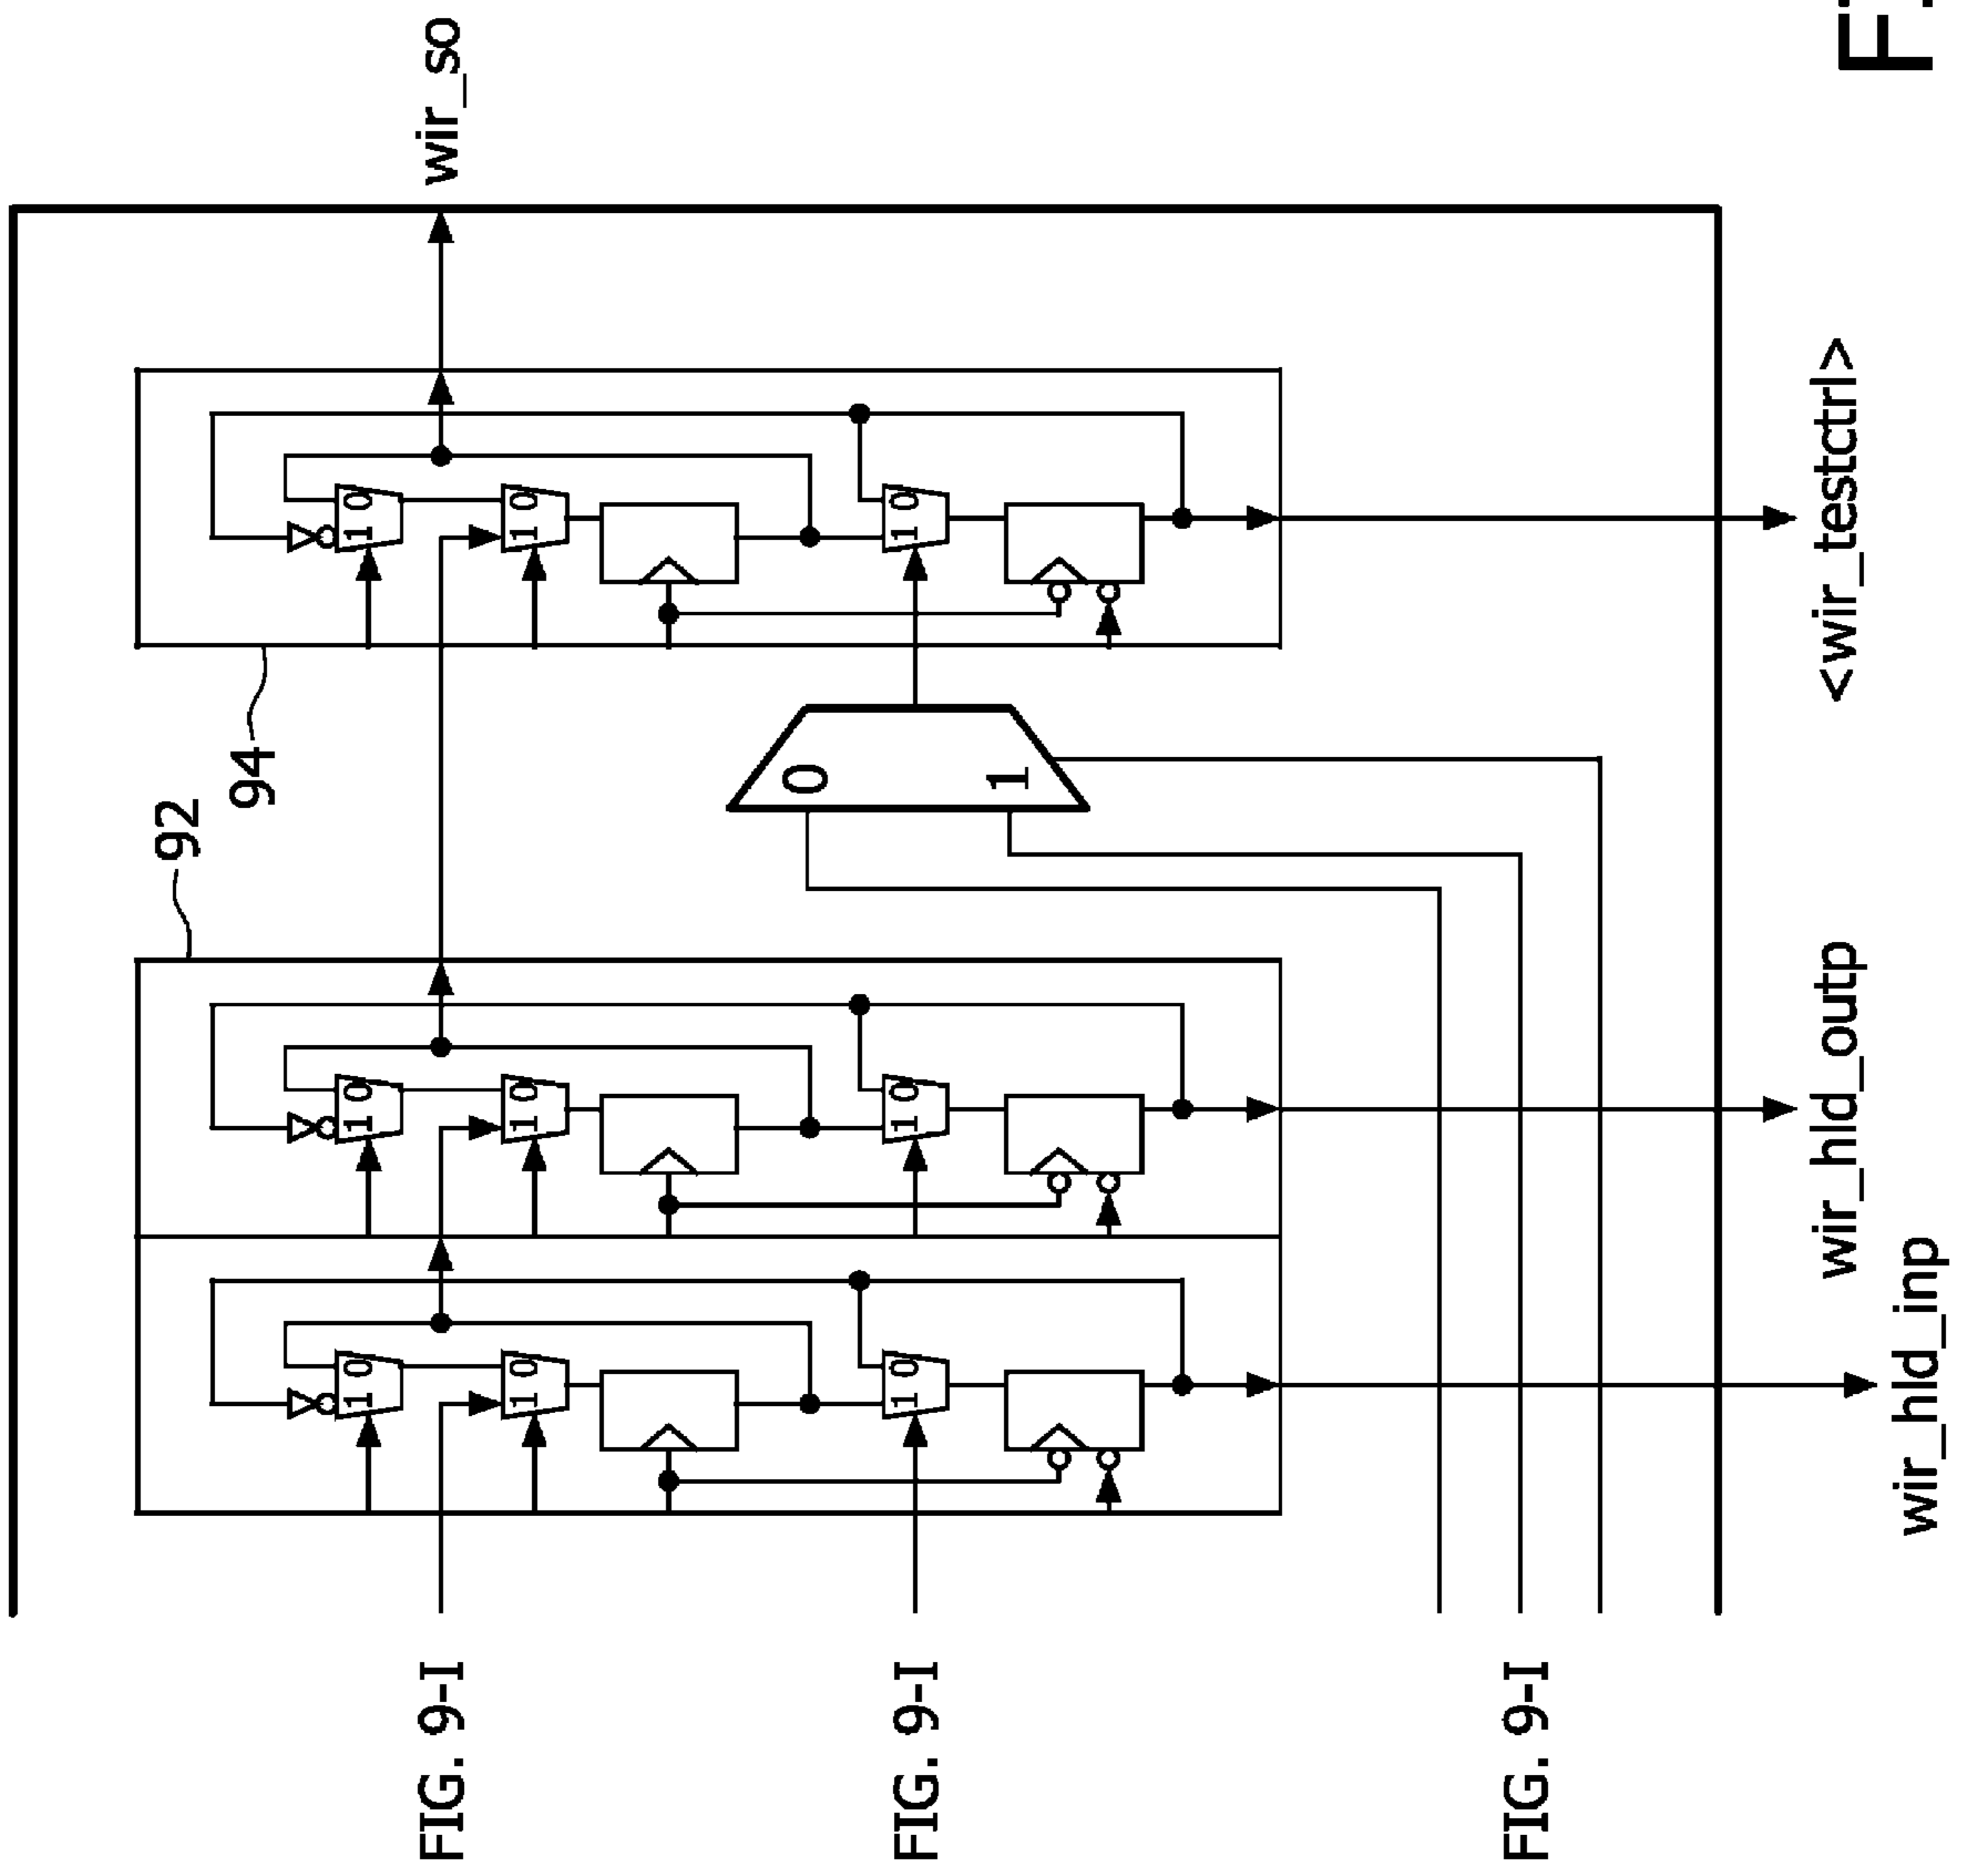 92
94
1 0
1 0
1 0
FIG. 9-I
wir_so
1 0
1 0
1 0
0
FIG. 9-I
1 0
1 0
1 0
1
FIG. 9-I
wir_hld_outp
<wir_testctrl>
wir_hld_inp